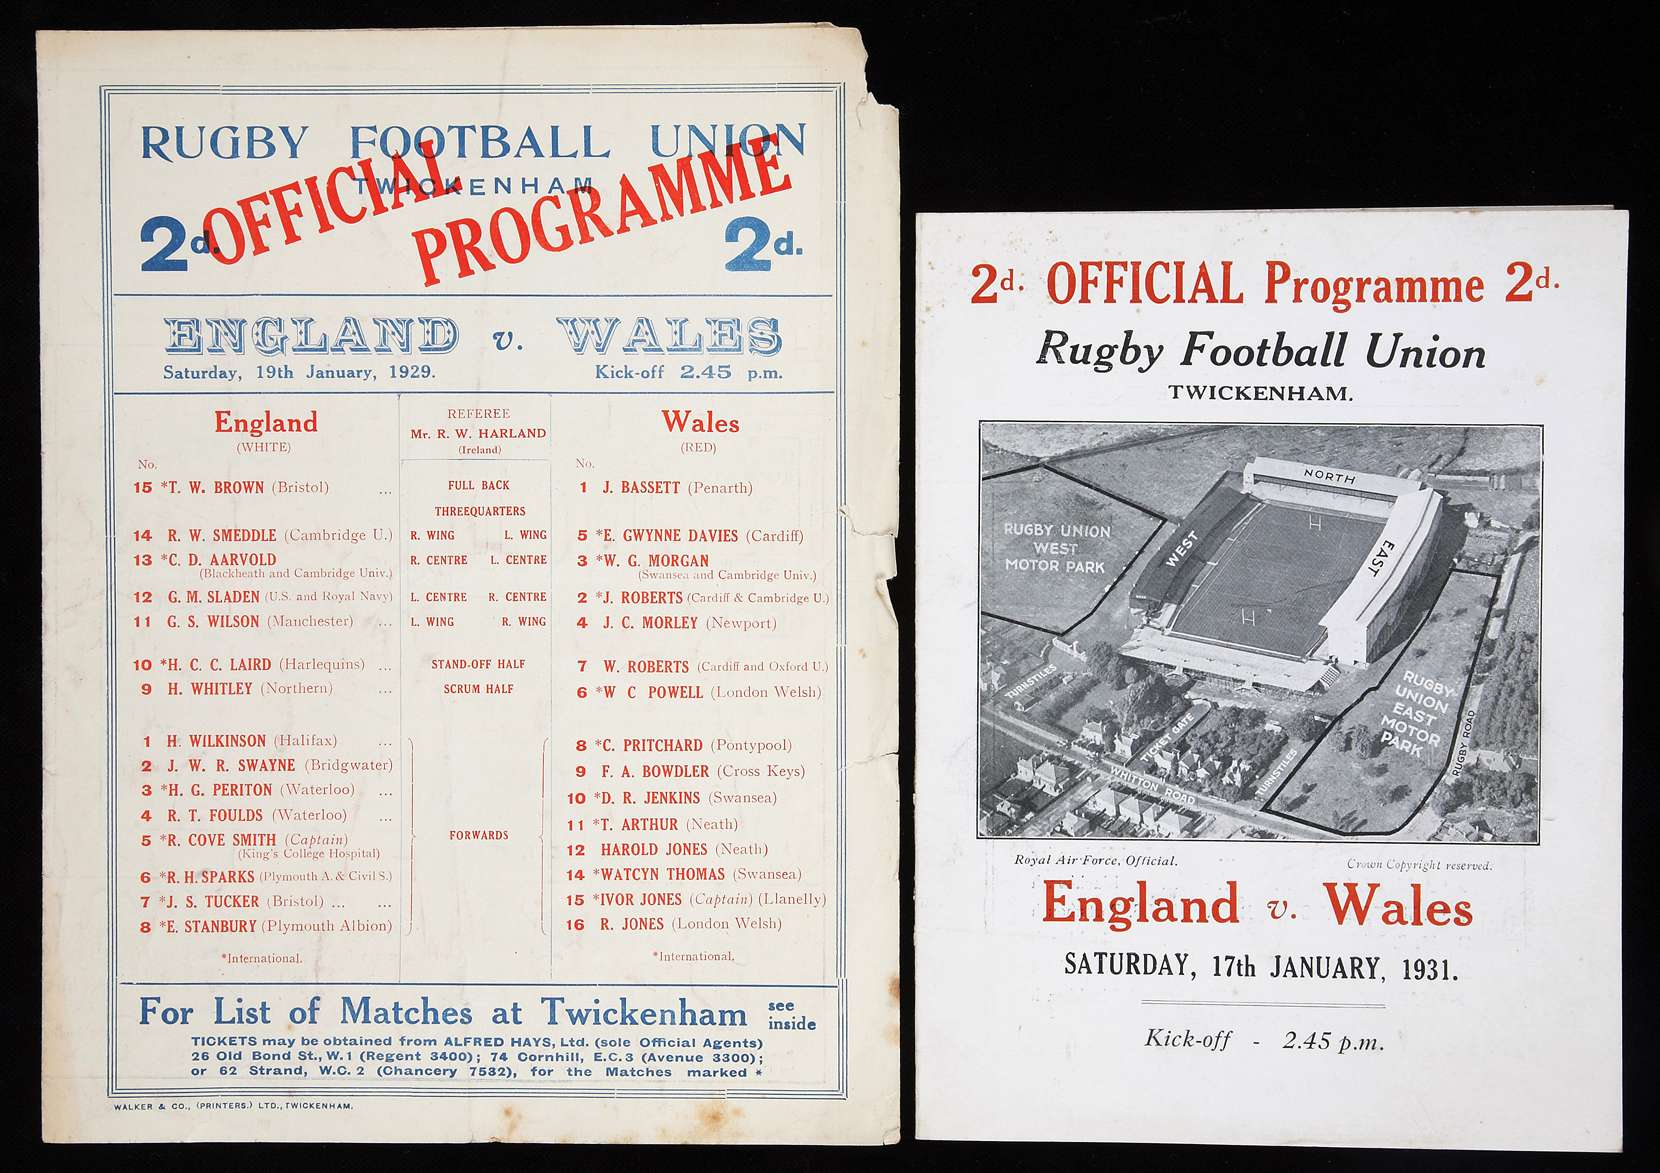 RUGBY FOOTBALL UNION
TWICKENHAM
OFFICIAL PROGRAMME
2d. 2d.
ENGLAND v. WALES
Saturday, 19th January, 1929. Kick-off 2.45 p.m.
England
(WHITE)
REFEREE
Mr. R. W. HARLAND
(Ireland)
Wales
(RED)
No. No.
15 *T. W. BROWN (Bristol) ... FULL BACK 1 J. BASSETT (Penarth)
THREEQUARTERS
14 R. W. SMEDDLE (Cambridge U.) R. WING L. WING 5 *E. GWYNNE DAVIES (Cardiff)
13 *C. D. AARVOLD R. CENTRE L. CENTRE 3 *W. G. MORGAN
(Blackheath and Cambridge Univ.) (Swansea and Cambridge Univ.)
12 G. M. SLADEN (U.S. and Royal Navy) L. CENTRE R. CENTRE 2 *J. ROBERTS (Cardiff & Cambridge U.)
11 G. S. WILSON (Manchester) ... L. WING R. WING 4 J. C. MORLEY (Newport)
10 *H. C. C. LAIRD (Harlequins) ... STAND-OFF HALF 7 W. ROBERTS (Cardiff and Oxford U.)
9 H. WHITLEY (Northern) ... SCRUM HALF 6 *W C POWELL (London Welsh)
1 H. WILKINSON (Halifax) ... 8 *C. PRITCHARD (Pontypool)
2 J. W. R. SWAYNE (Bridgwater) 9 F. A. BOWDLER (Cross Keys)
3 *H. G. PERITON (Waterloo) ... 10 *D. R. JENKINS (Swansea)
4 R. T. FOULDS (Waterloo) ... 11 *T. ARTHUR (Neath)
5 *R. COVE SMITH (Captain) FORWARDS 12 HAROLD JONES (Neath)
(King's College Hospital)
6 *R. H. SPARKS (Plymouth A. & Civil S.) 14 *WATCYN THOMAS (Swansea)
7 *J. S. TUCKER (Bristol) ... ... 15 *IVOR JONES (Captain) (Llanelly)
8 *E. STANBURY (Plymouth Albion) 16 R. JONES (London Welsh)
*International. *International.
For List of Matches at Twickenham see inside
TICKETS may be obtained from ALFRED HAYS, Ltd. (sole Official Agents)
26 Old Bond St., W.1 (Regent 3400); 74 Cornhill, E.C.3 (Avenue 3300);
or 62 Strand, W.C.2 (Chancery 7532), for the Matches marked *
WALKER & CO., (PRINTERS.) LTD., TWICKENHAM.
2d. OFFICIAL Programme 2d.
Rugby Football Union
TWICKENHAM.
NORTH
RUGBY UNION
WEST
MOTOR PARK
WEST
EAST
TURNSTILES
RUGBY
UNION
EAST
MOTOR
PARK
RUGBY ROAD
TICKET GATE
TURNSTILES
WHITTON ROAD
Royal Air Force, Official. Crown Copyright reserved.
England v. Wales
SATURDAY, 17th JANUARY, 1931.
Kick-off - 2.45 p.m.